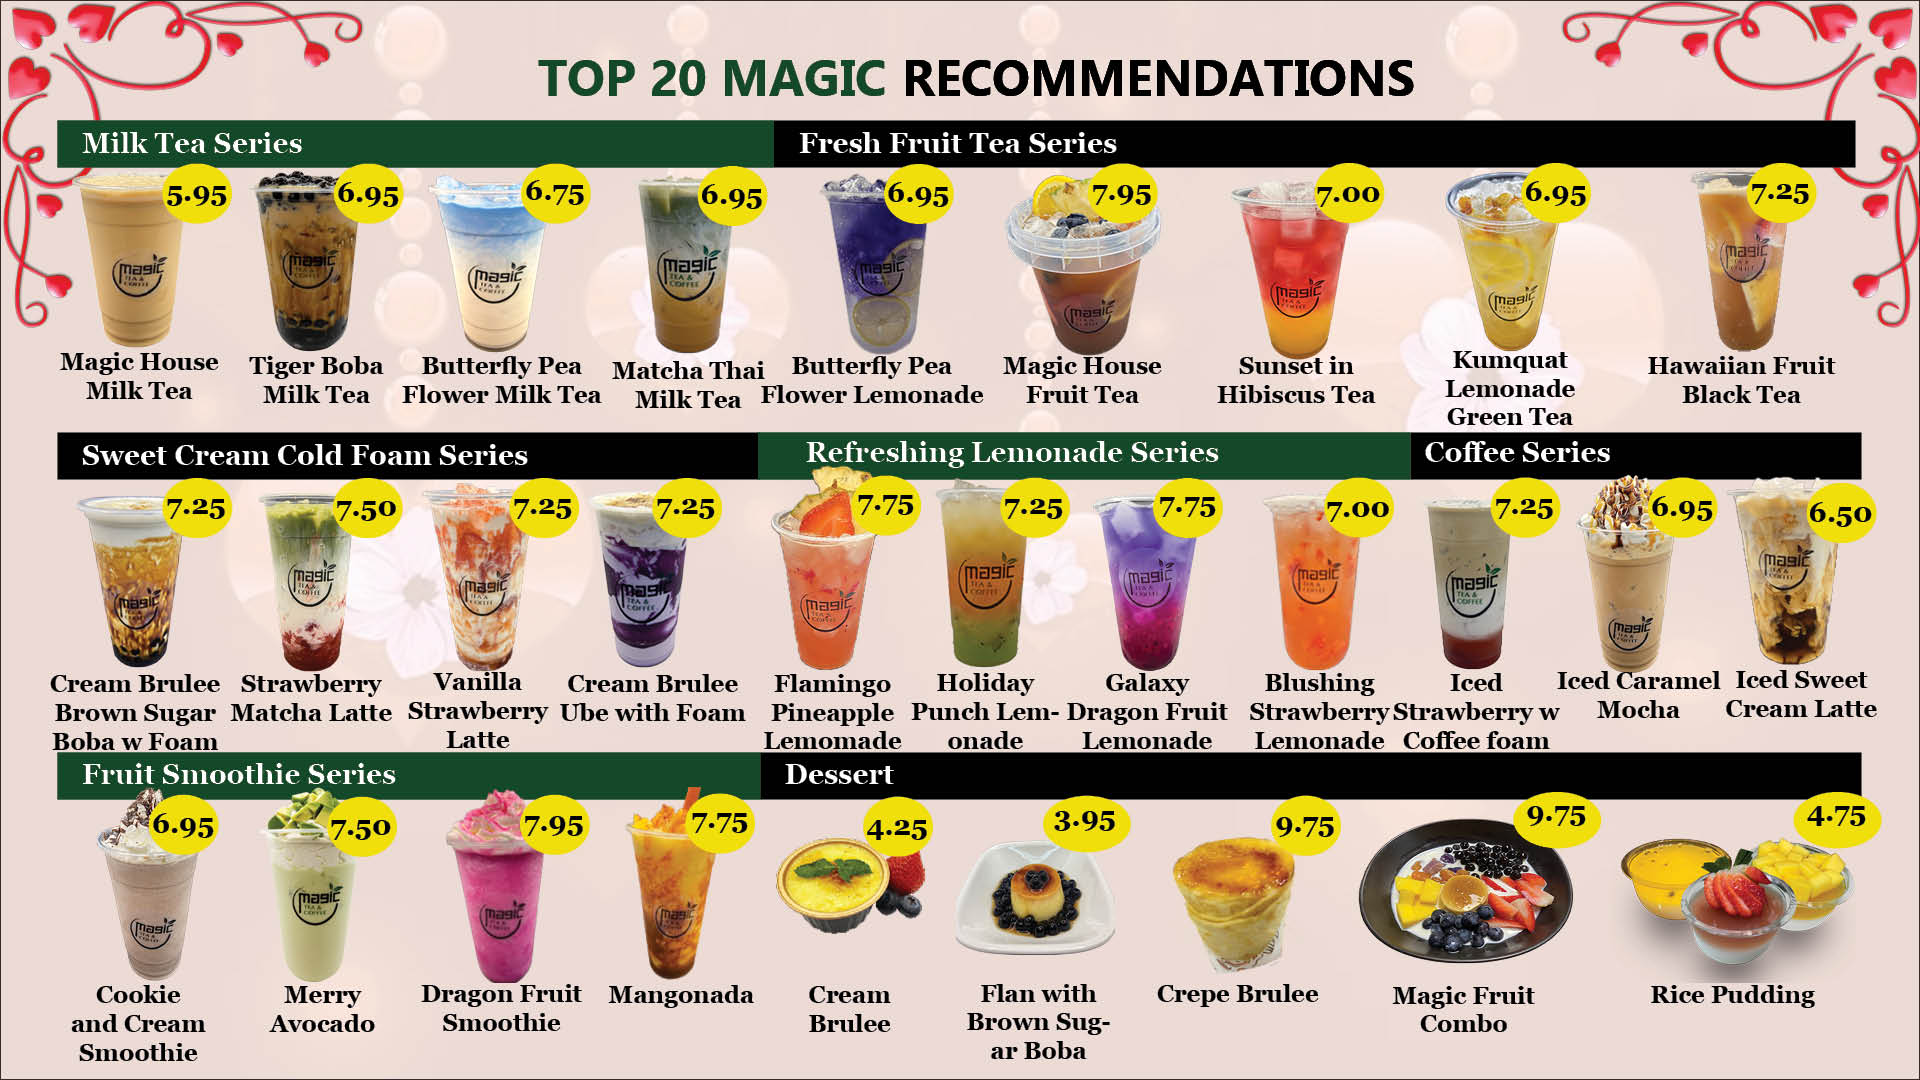 TOP 20 MAGIC RECOMMENDATIONS
Milk Tea Series
Fresh Fruit Tea Series
5.95
6.95
6.75
6.95
6.95
7.95
7.00
6.95
7.25
magic
TEA &
COFFEE
Magic House
Milk Tea
Tiger Boba
Milk Tea
Butterfly Pea
Flower Milk Tea
Matcha Thai
Milk Tea
Butterfly Pea
Flower Lemonade
Magic House
Fruit Tea
Sunset in
Hibiscus Tea
Kumquat
Lemonade
Green Tea
Hawaiian Fruit
Black Tea
Sweet Cream Cold Foam Series
Refreshing Lemonade Series
Coffee Series
7.25
7.50
7.25
7.25
7.75
7.25
7.75
7.00
7.25
6.95
6.50
Cream Brulee
Brown Sugar
Boba w Foam
Strawberry
Matcha Latte
Vanilla
Strawberry
Latte
Cream Brulee
Ube with Foam
Flamingo
Pineapple
Lemomade
Holiday
Punch Lem-
onade
Galaxy
Dragon Fruit
Lemonade
Blushing
Strawberry
Lemonade
Iced
Strawberry w
Coffee foam
Iced Caramel
Mocha
Iced Sweet
Cream Latte
Fruit Smoothie Series
Dessert
6.95
7.50
7.95
7.75
4.25
3.95
9.75
9.75
4.75
Cookie
and Cream
Smoothie
Merry
Avocado
Dragon Fruit
Smoothie
Mangonada
Cream
Brulee
Flan with
Brown Sug-
ar Boba
Crepe Brulee
Magic Fruit
Combo
Rice Pudding